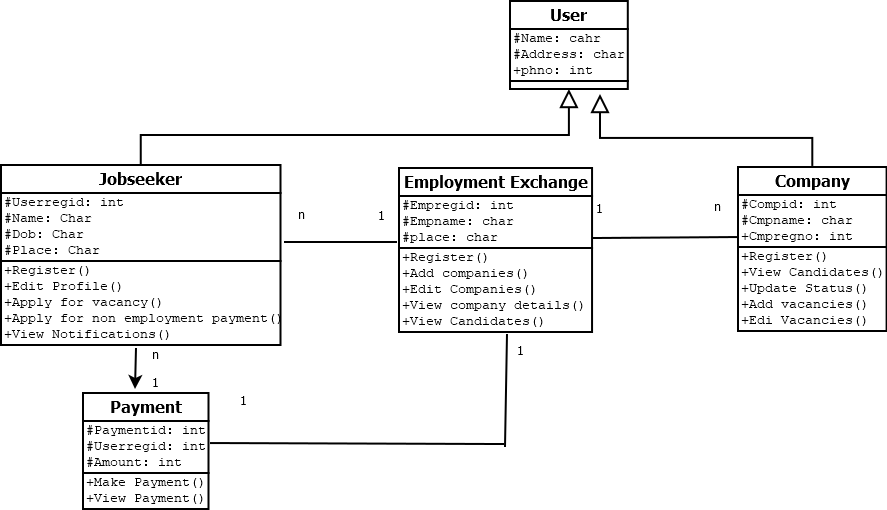 User
#Name: cahr
#Address: char
+phno: int
Jobseeker
#Userregid: int
#Name: Char
#Dob: Char
#Place: Char
+Register()
+Edit Profile()
+Apply for vacancy()
+Apply for non employment payment()
+View Notifications()
n
1
Employment Exchange
#Empregid: int
#Empname: char
#place: char
+Register()
+Add companies()
+Edit Companies()
+View company details()
+View Candidates()
1
n
Company
#Compid: int
#Cmpname: char
+Cmpregno: int
+Register()
+View Candidates()
+Update Status()
+Add vacancies()
+Edi Vacancies()
n
1
1
1
Payment
#Paymentid: int
#Userregid: int
#Amount: int
+Make Payment()
+View Payment()